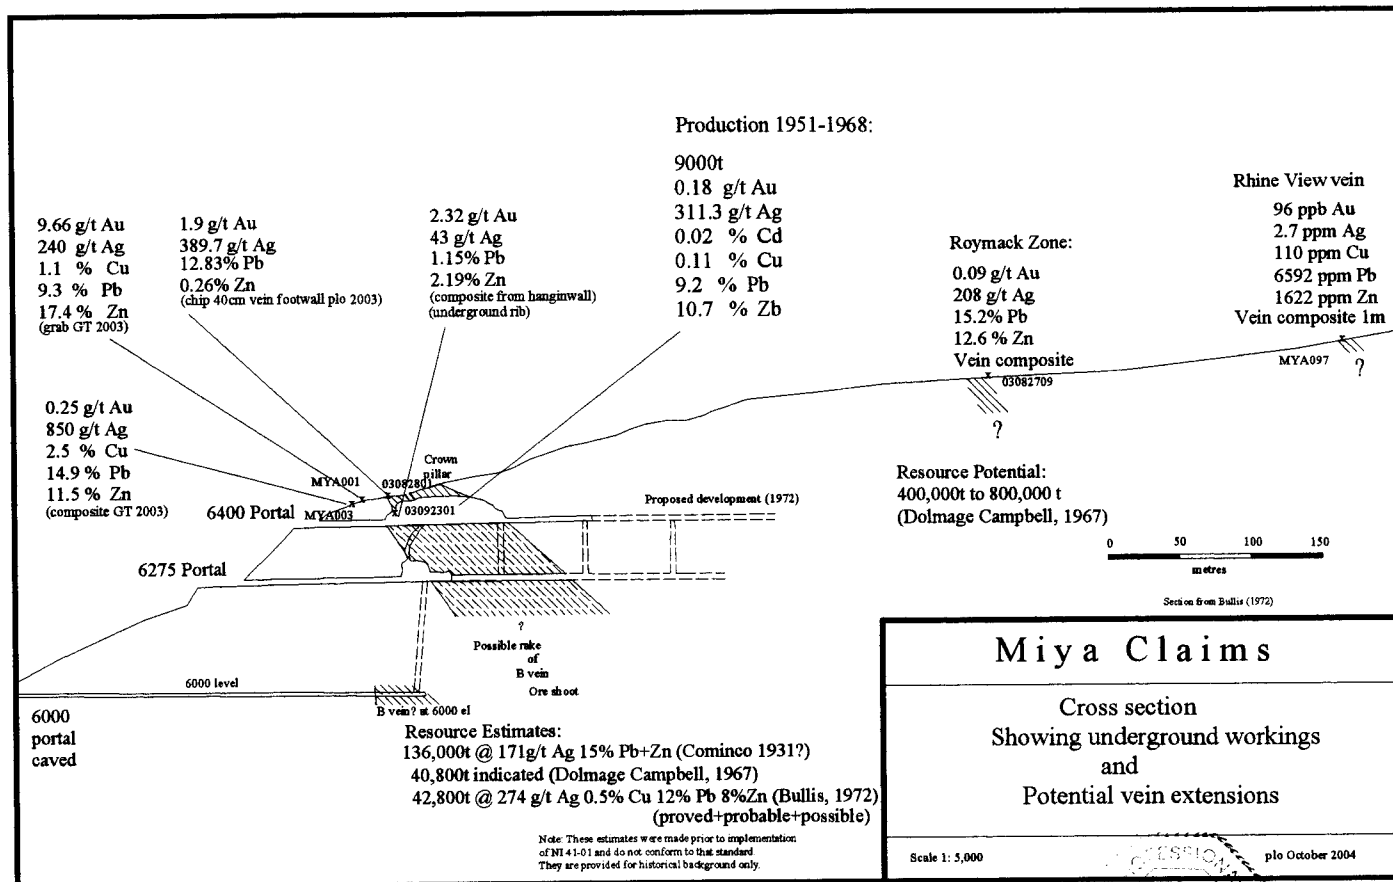 Production 1951-1968:
9000t
0.18 g/t Au
311.3 g/t Ag
0.02 % Cd
0.11 % Cu
9.2 % Pb
10.7 % Zb
9.66 g/t Au
240 g/t Ag
1.1 % Cu
9.3 % Pb
17.4 % Zn
(grab GT 2003)
1.9 g/t Au
389.7 g/t Ag
12.83% Pb
0.26% Zn
(chip 40cm vein footwall plo 2003)
2.32 g/t Au
43 g/t Ag
1.15% Pb
2.19% Zn
(composite from hanginwall)
(underground rib)
Roymack Zone:
0.09 g/t Au
208 g/t Ag
15.2% Pb
12.6 % Zn
Vein composite
03082709
?
Rhine View vein
96 ppb Au
2.7 ppm Ag
110 ppm Cu
6592 ppm Pb
1622 ppm Zn
Vein composite 1m
MYA097
?
0.25 g/t Au
850 g/t Ag
2.5 % Cu
14.9 % Pb
11.5 % Zn
(composite GT 2003)
MYA001
03082801
Crown
pillar
6400 Portal
MYA003
03092301
Proposed development (1972)
6275 Portal
Resource Potential:
400,000t to 800,000 t
(Dolmage Campbell, 1967)
0 50 100 150
metres
Section from Bullis (1972)
?
Possible rake
of
B vein
Ore shoot
6000 level
B vein? at 6000 el
6000
portal
caved
Resource Estimates:
136,000t @ 171g/t Ag 15% Pb+Zn (Cominco 1931?)
40,800t indicated (Dolmage Campbell, 1967)
42,800t @ 274 g/t Ag 0.5% Cu 12% Pb 8%Zn (Bullis, 1972)
(proved+probable+possible)
Note: These estimates were made prior to implementation
of NI 41-01 and do not conform to that standard.
They are provided for historical background only.
Miya Claims
Cross section
Showing underground workings
and
Potential vein extensions
Scale 1: 5,000
plo October 2004